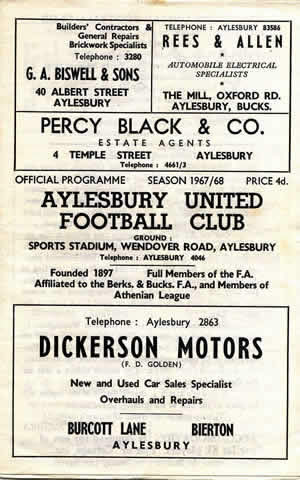 Builders' Contractors &
General Repairs
Brickwork Specialists
Telephone : 3280
G. A. BISWELL & SONS
40 ALBERT STREET
AYLESBURY
TELEPHONE : AYLESBURY 83586
REES & ALLEN
*
AUTOMOBILE ELECTRICAL
SPECIALISTS
*
THE MILL, OXFORD RD.
AYLESBURY, BUCKS.
PERCY BLACK & CO.
ESTATE AGENTS
4 TEMPLE STREET AYLESBURY
Telephone : 4661/3
OFFICIAL PROGRAMME SEASON 1967/68 PRICE 4d.
AYLESBURY UNITED
FOOTBALL CLUB
GROUND :
SPORTS STADIUM, WENDOVER ROAD, AYLESBURY
Telephone : AYLESBURY 4046
Founded 1897 Full Members of the F.A.
Affiliated to the Berks. & Bucks. F.A., and Members of
Athenian League
Telephone : Aylesbury 2863
DICKERSON MOTORS
(F. D. GOLDEN)
New and Used Car Sales Specialist
Overhauls and Repairs
BURCOTT LANE BIERTON
AYLESBURY